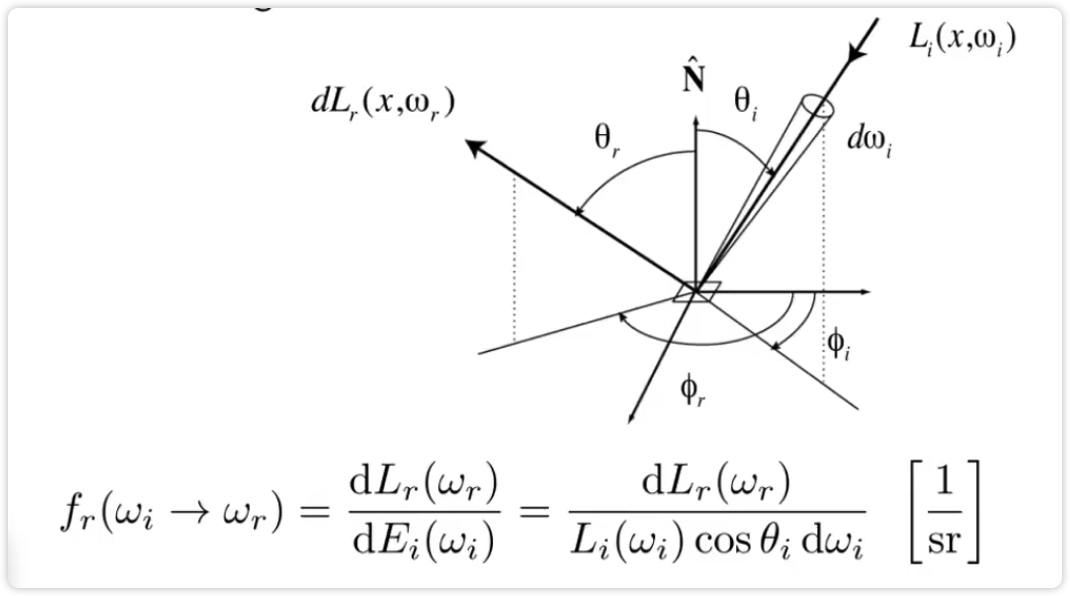 L_i(x,ω_i)
N̂
dL_r(x,ω_r)
θ_i
θ_r
dω_i
ϕ_i
ϕ_r
f_r(ω_i → ω_r) = dL_r(ω_r) / dE_i(ω_i) = dL_r(ω_r) / L_i(ω_i) cos θ_i dω_i [1/sr]